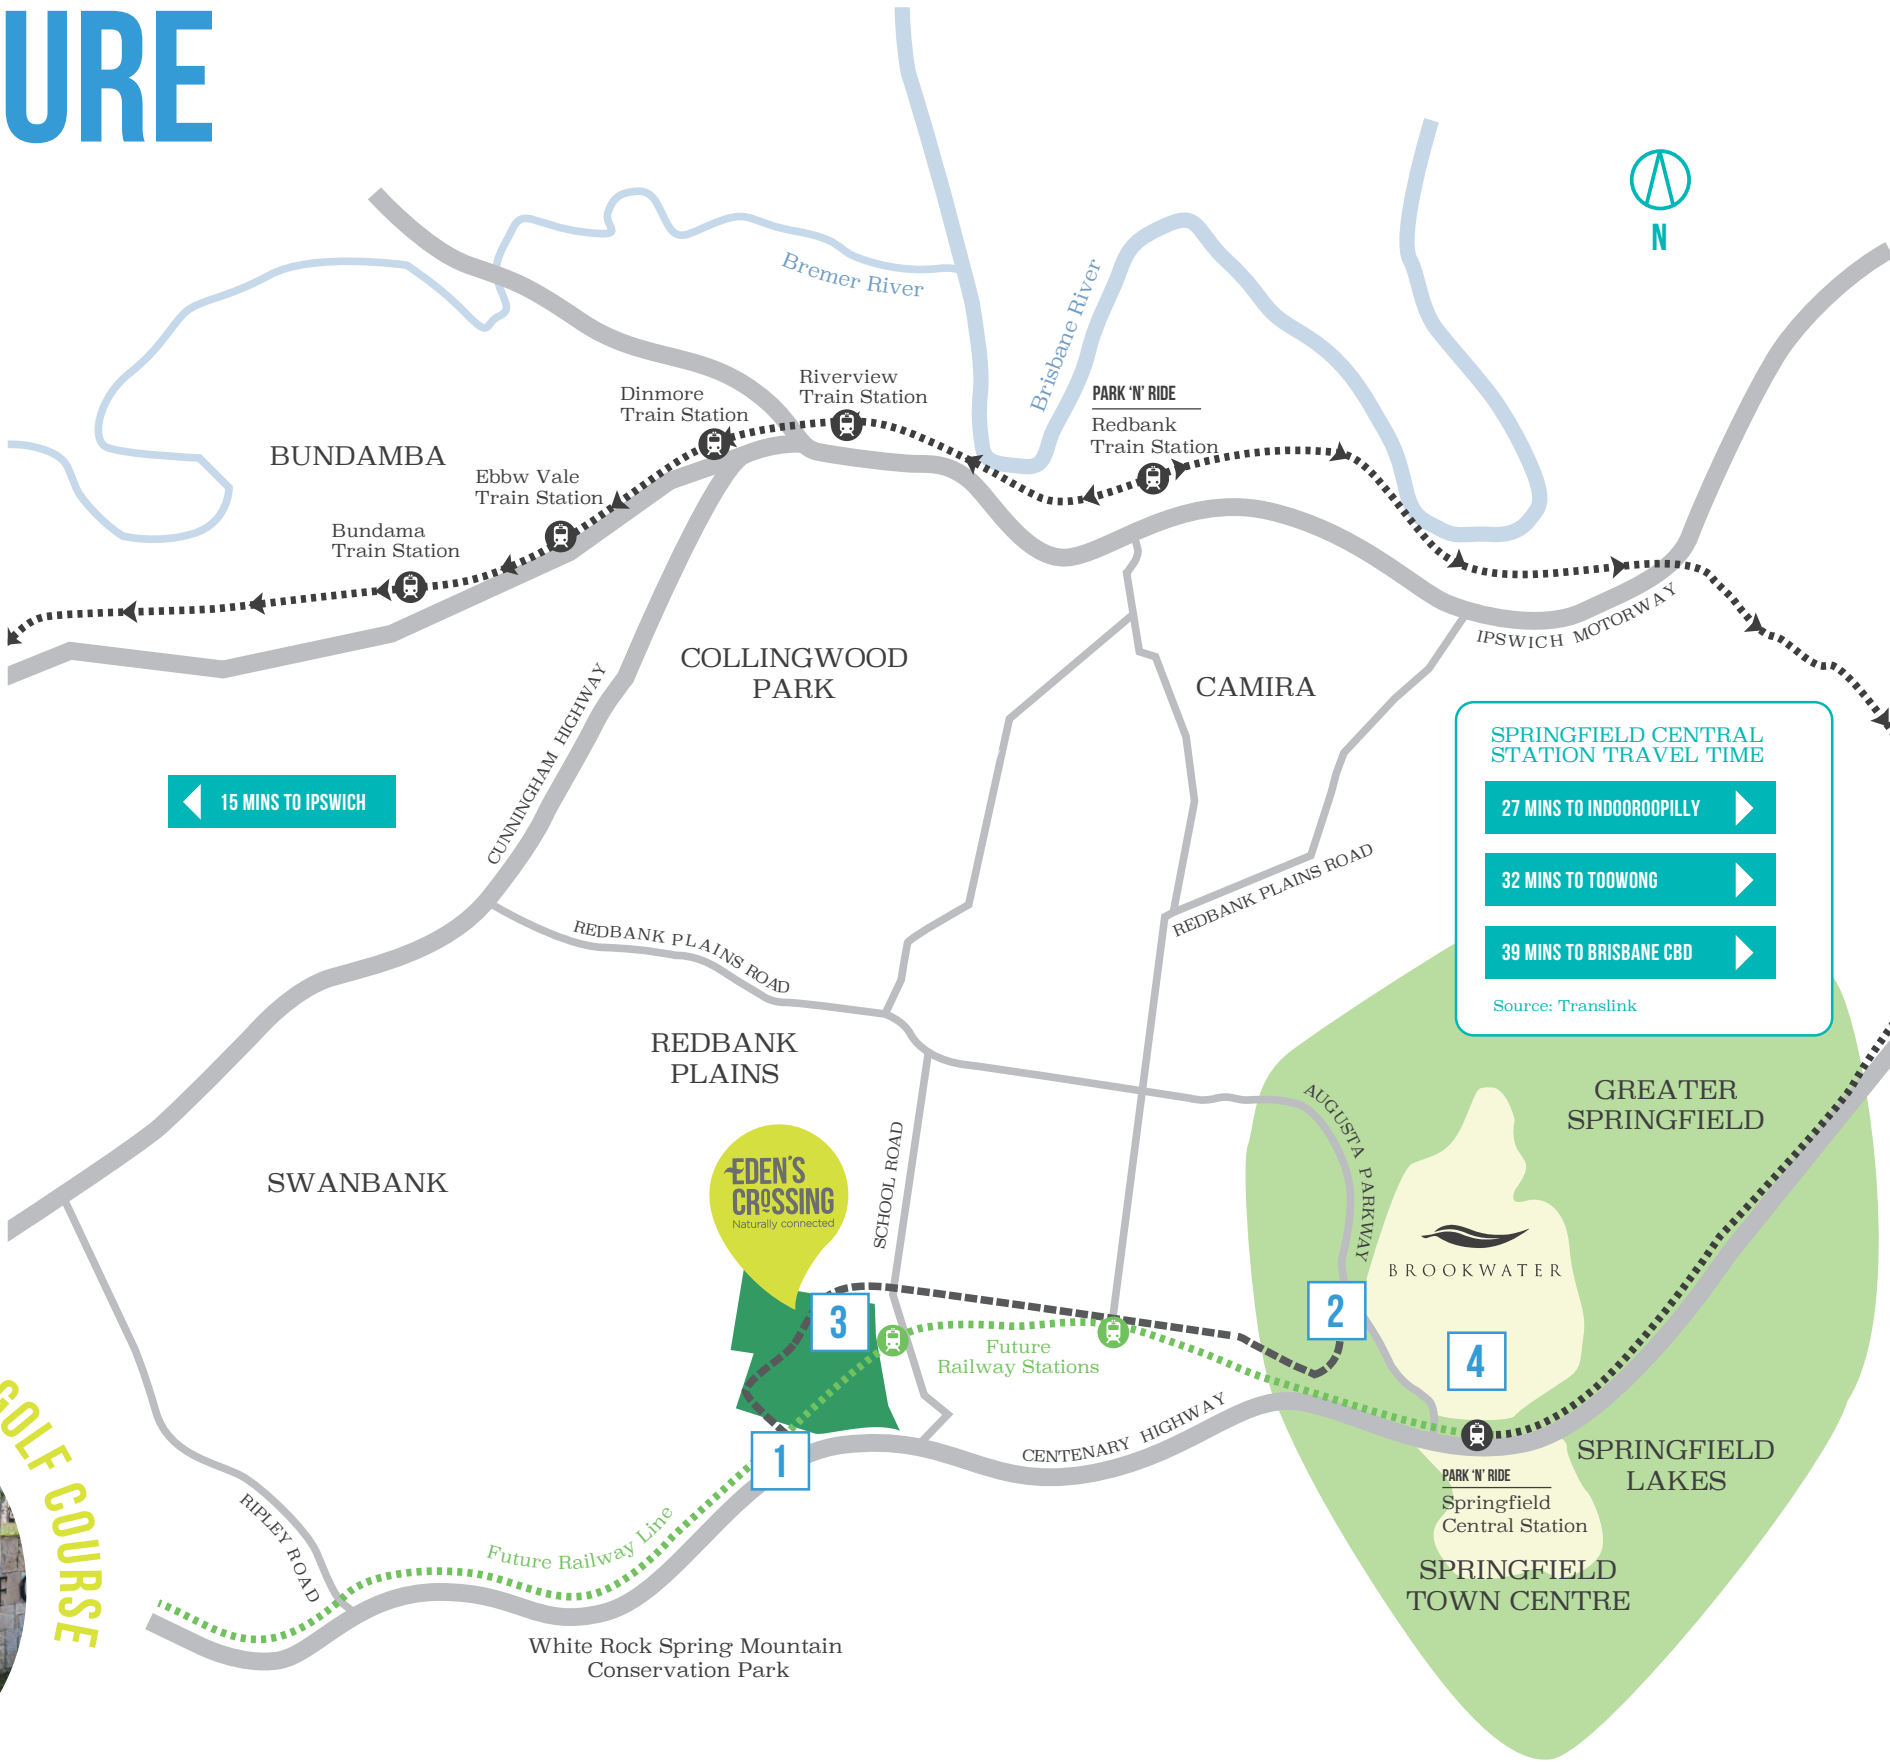 URE
N
Bremer River
Brisbane River
Dinmore
Train Station
Riverview
Train Station
PARK 'N' RIDE
Redbank
Train Station
BUNDAMBA
Ebbw Vale
Train Station
Bundama
Train Station
IPSWICH MOTORWAY
COLLINGWOOD
PARK
CAMIRA
CUNNINGHAM HIGHWAY
15 MINS TO IPSWICH
SPRINGFIELD CENTRAL
STATION TRAVEL TIME
27 MINS TO INDOOROOPILLY
32 MINS TO TOOWONG
39 MINS TO BRISBANE CBD
Source: Translink
REDBANK PLAINS ROAD
REDBANK PLAINS ROAD
REDBANK
PLAINS
GREATER
SPRINGFIELD
AUGUSTA PARKWAY
SCHOOL ROAD
SWANBANK
EDEN'S
CROSSING
Naturally connected
BROOKWATER
3
2
4
1
Future
Railway Stations
CENTENARY HIGHWAY
SPRINGFIELD
LAKES
PARK 'N' RIDE
Springfield
Central Station
SPRINGFIELD
TOWN CENTRE
GOLF COURSE
RIPLEY ROAD
Future Railway Line
White Rock Spring Mountain
Conservation Park